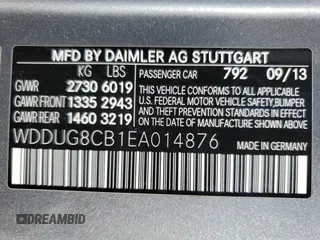 MFD BY DAIMLER AG STUTTGART
KG LBS PASSENGER CAR 792 09/13
GVWR 2730 6019 THIS VEHICLE CONFORMS TO ALL
GAWR FRONT 1335 2943 APPLICABLE U.S. FEDERAL MOTOR
GAWR REAR 1460 3219 VEHICLE SAFETY, BUMPER, AND THEFT PREVENTION STANDARDS IN EFFECT ON THE DATE OF MANUFACTURE SHOWN ABOVE
WDDUG8CB1EA014876 MADE IN GERMANY
DREAMBID